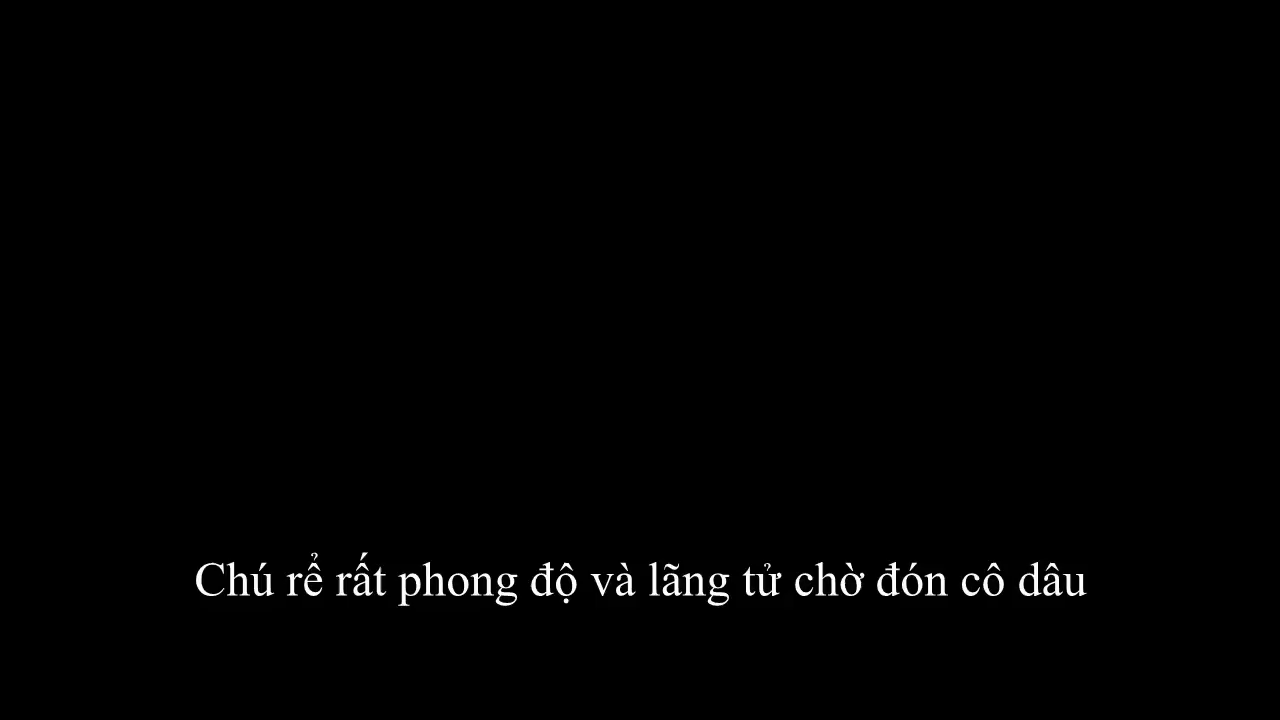 Chú rể rất phong độ và lãng tử chờ đón cô dâu